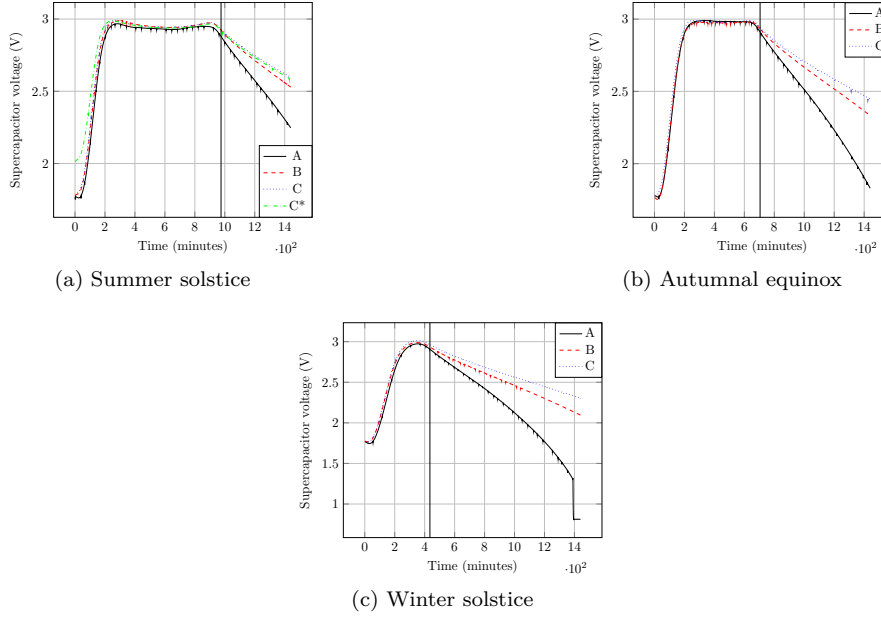 3
2.5
2
Supercapacitor voltage (V)
0 2 4 6 8 10 12 14
·10²
Time (minutes)
A
B
C
C*
(a) Summer solstice
3
2.5
2
Supercapacitor voltage (V)
0 2 4 6 8 10 12 14
·10²
Time (minutes)
A
B
C
(b) Autumnal equinox
3
2.5
2
1.5
1
Supercapacitor voltage (V)
0 2 4 6 8 10 12 14
·10²
Time (minutes)
A
B
C
(c) Winter solstice